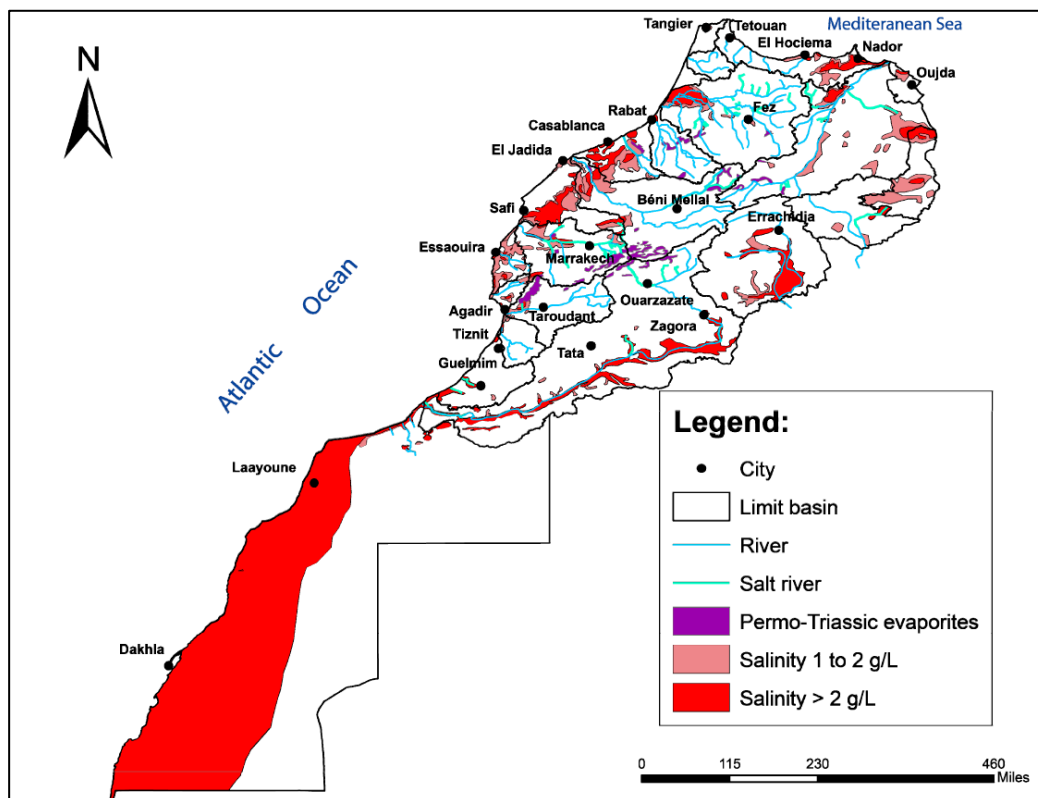 Tangier
Tetouan
Mediteranean Sea
El Hociema
Nador
Oujda
N
Rabat
Fez
Casablanca
El Jadida
Safi
Béni Mellal
Errachidia
Essaouira
Marrakech
Ouarzazate
Agadir
Taroudant
Zagora
Tiznit
Tata
Guelmim
Atlantic Ocean
Laayoune
Dakhla
Legend:
City
Limit basin
River
Salt river
Permo-Triassic evaporites
Salinity 1 to 2 g/L
Salinity > 2 g/L
0 115 230 460
Miles